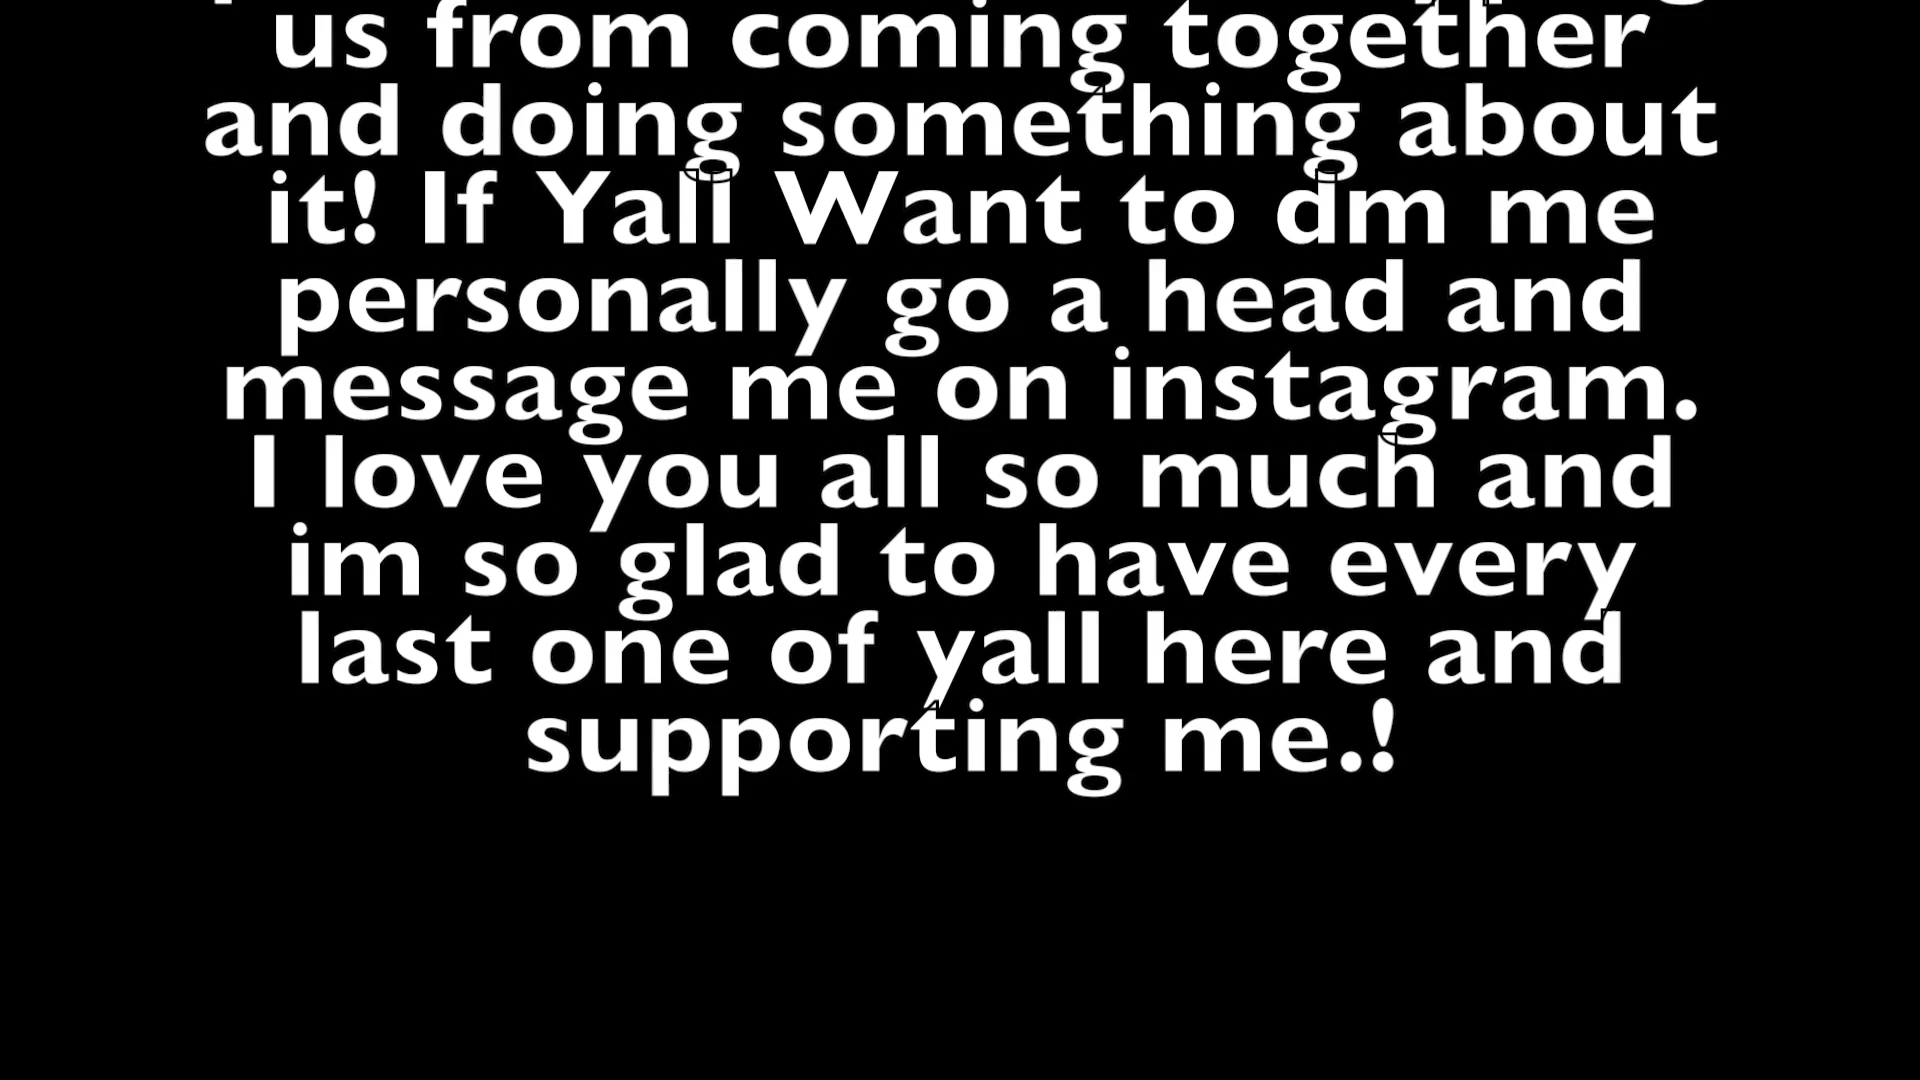 us from coming together
and doing something about
it! If Yall Want to dm me
personally go a head and
message me on instagram.
I love you all so much and
im so glad to have every
last one of yall here and
supporting me.!